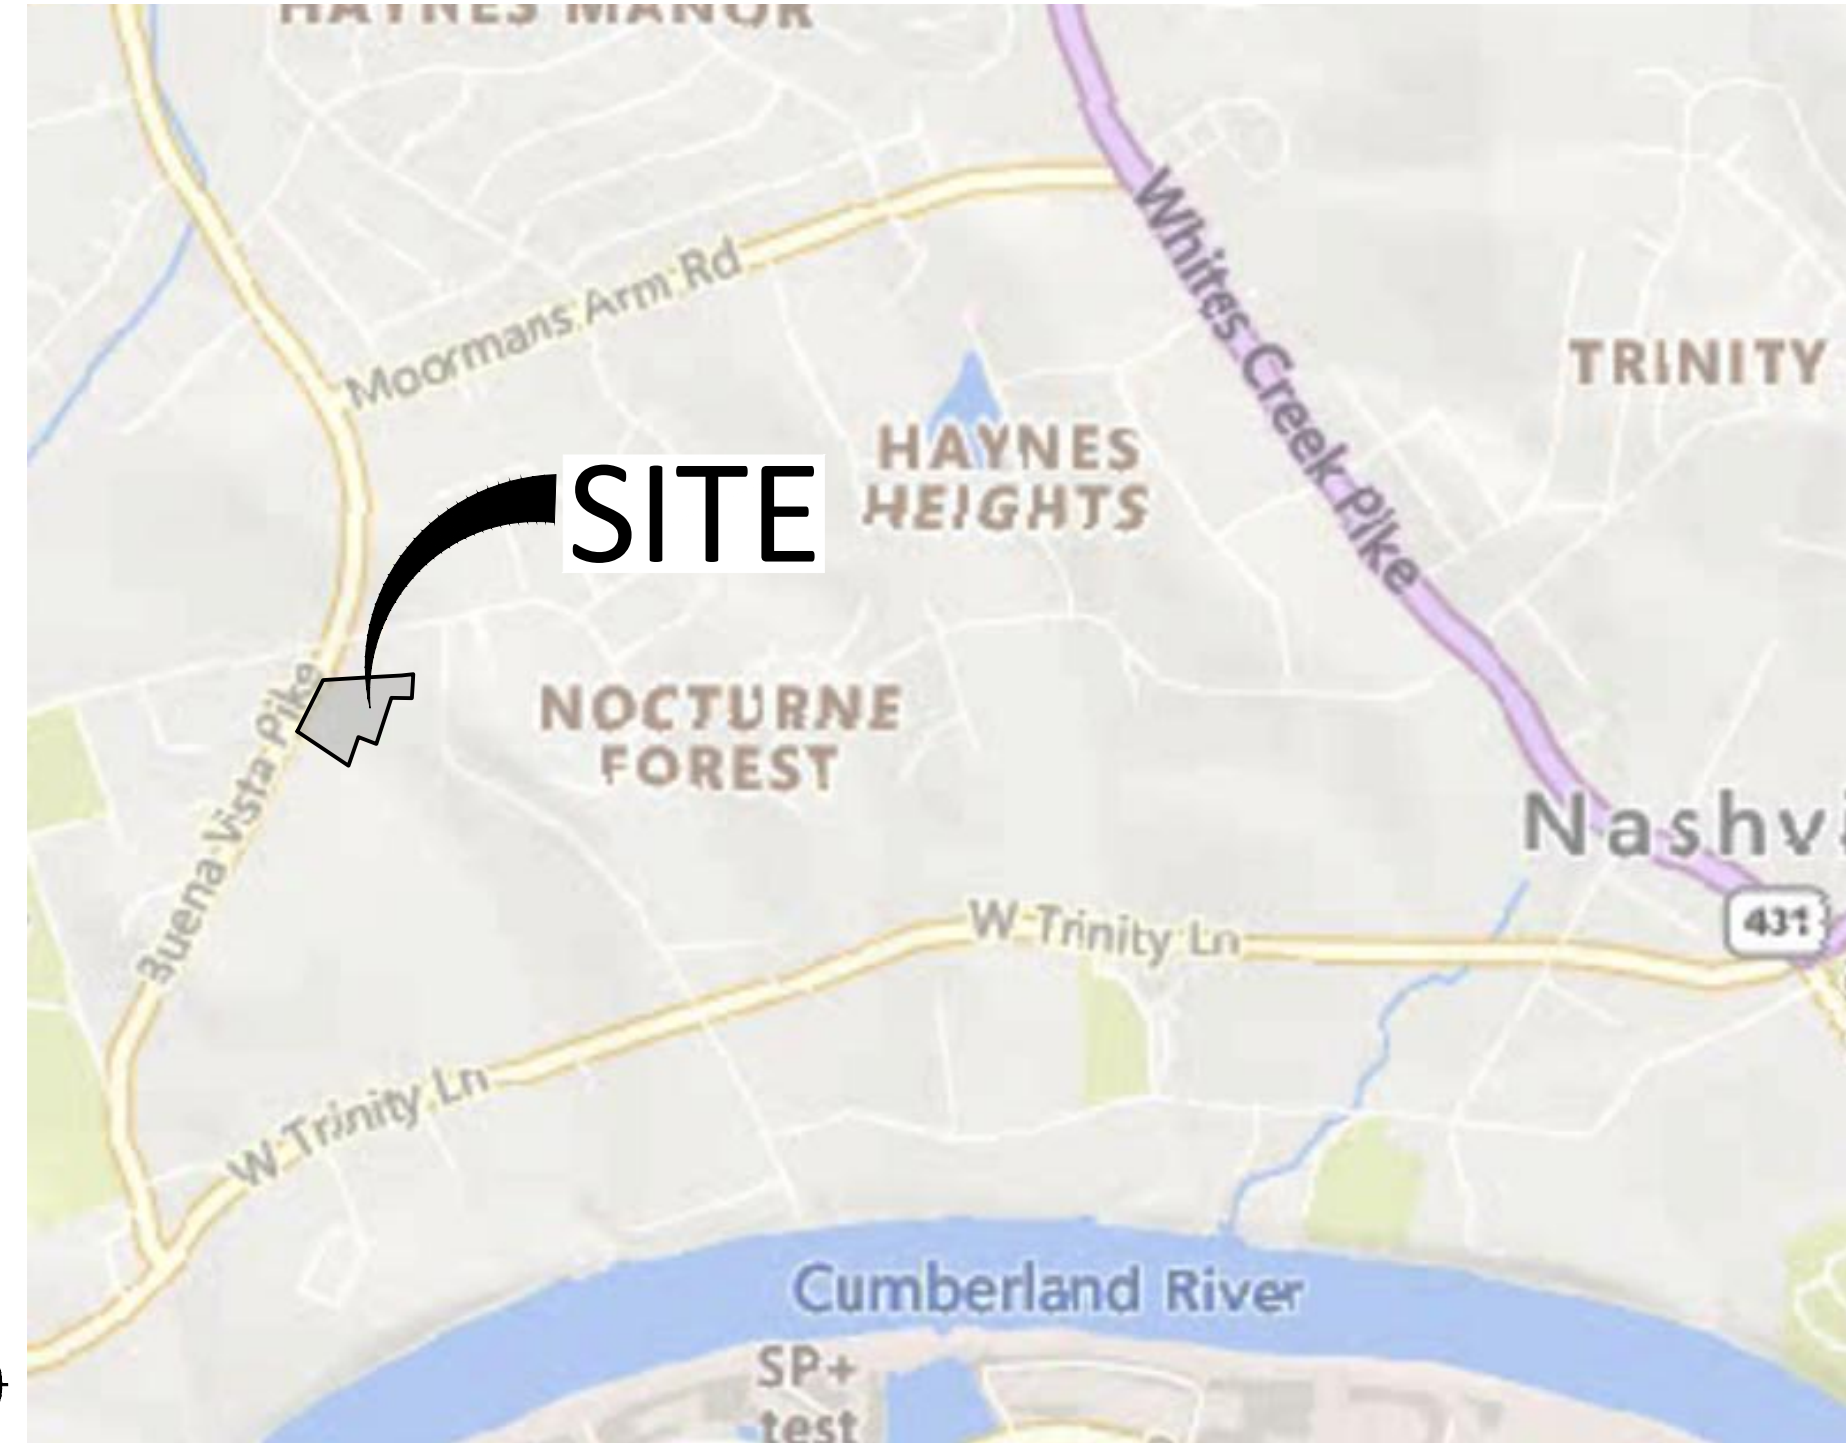 HAYNES MANOR
Moormans Arm Rd
Whites Creek Pike
TRINITY
HAYNES
HEIGHTS
SITE
Buena Vista Pike
NOCTURNE
FOREST
Nashvi
431
W Trinity Ln
W Trinity Ln
Cumberland River
SP+
test